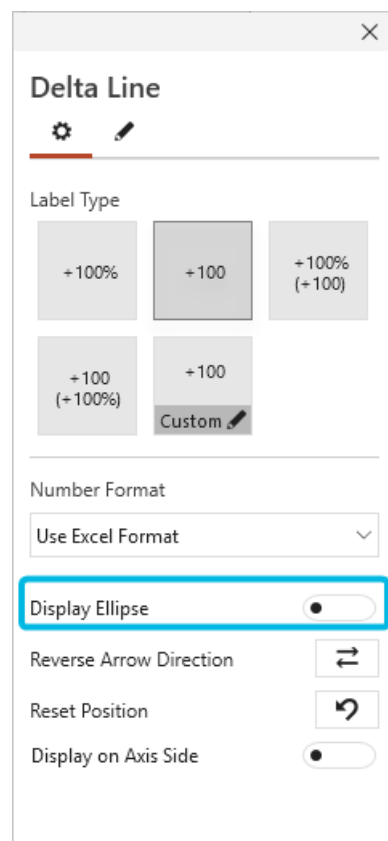 Delta Line
Label Type
+100%
+100
+100%
(+100)
+100
(+100%)
+100
Custom
Number Format
Use Excel Format
Display Ellipse
Reverse Arrow Direction
Reset Position
Display on Axis Side